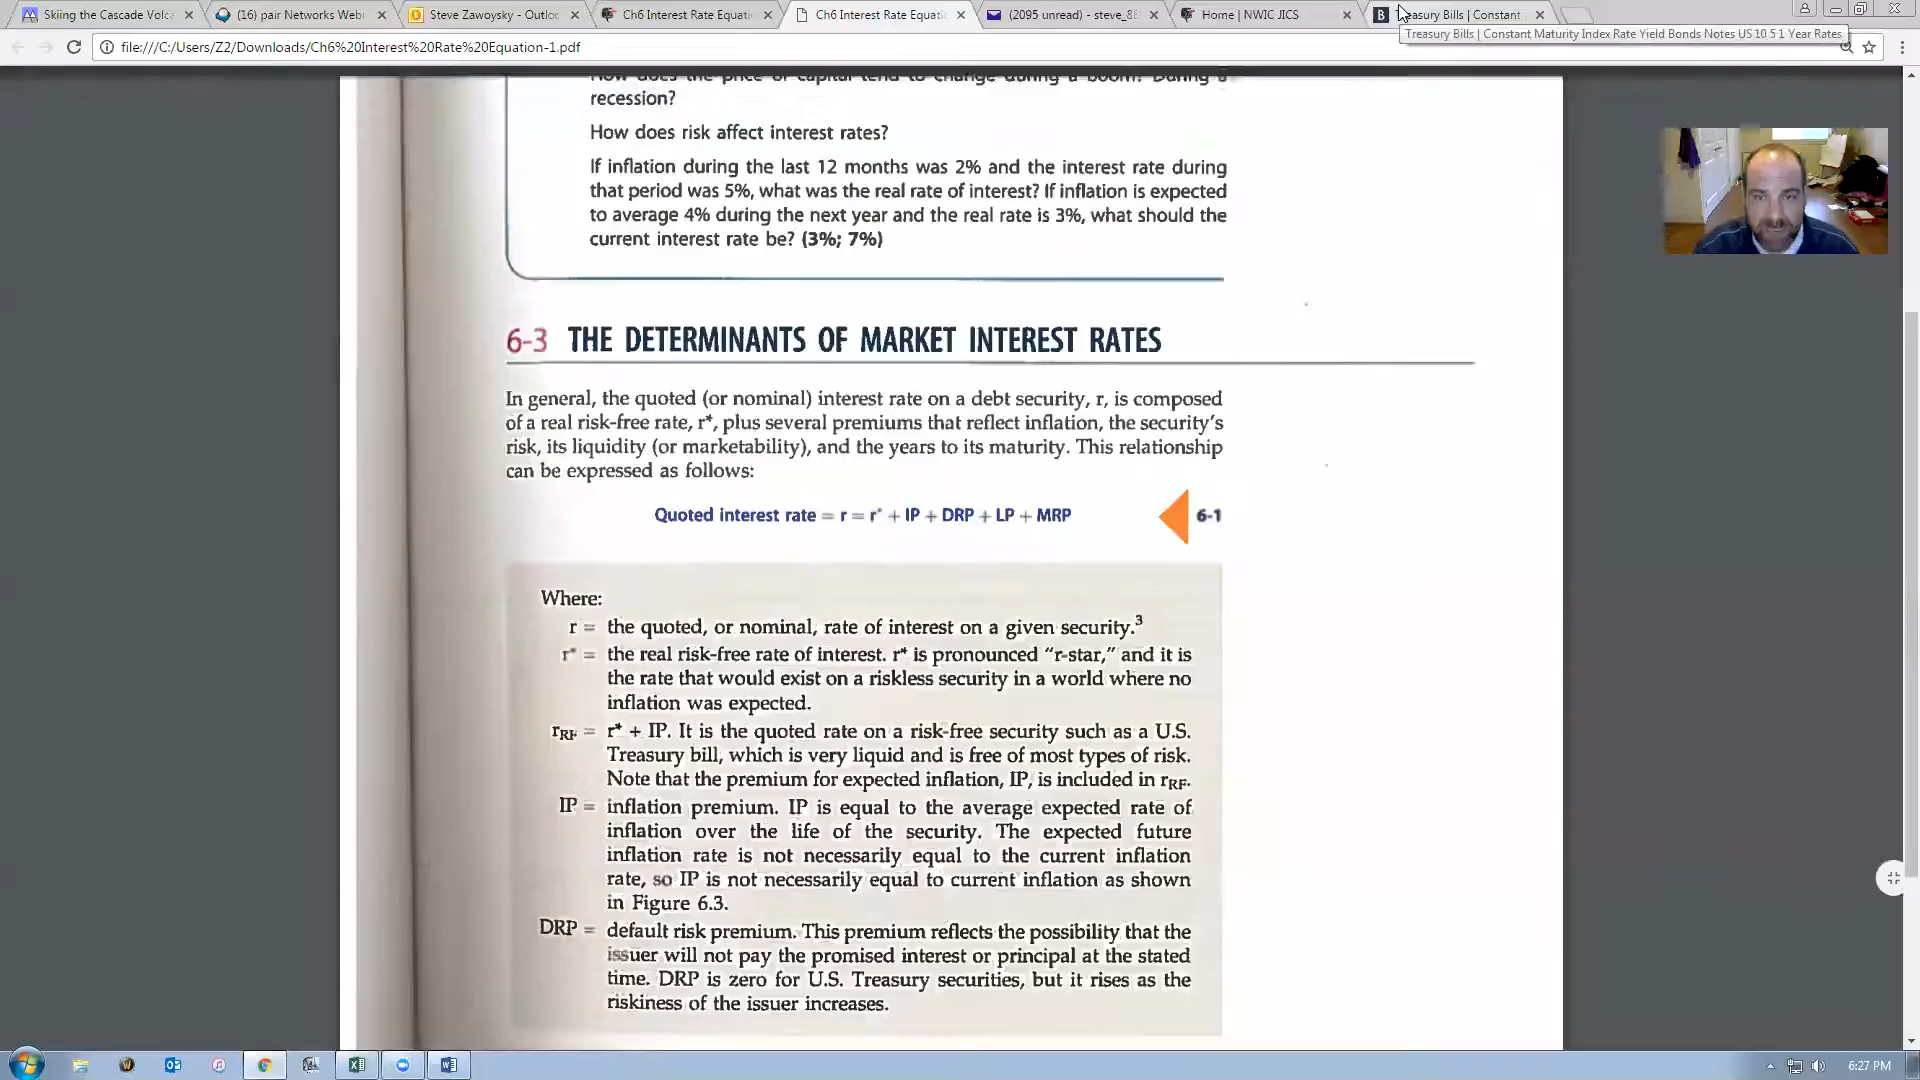 Skiing the Cascade Volca
(16) pair Networks Web
Steve Zawoysky - Outloo
Ch6 Interest Rate Equati
Ch6 Interest Rate Equatio
(2095 unread) - steve_88
Home | NWIC JICS
Treasury Bills | Constant
file:///C:/Users/Z2/Downloads/Ch6%20Interest%20Rate%20Equation-1.pdf
Treasury Bills | Constant Maturity Index Rate Yield Bonds Notes US 10 5 1 Year Rates
How does the price of capital tend to change during a boom? During a
recession?
How does risk affect interest rates?
If inflation during the last 12 months was 2% and the interest rate during
that period was 5%, what was the real rate of interest? If inflation is expected
to average 4% during the next year and the real rate is 3%, what should the
current interest rate be? (3%; 7%)
6-3 THE DETERMINANTS OF MARKET INTEREST RATES
In general, the quoted (or nominal) interest rate on a debt security, r, is composed
of a real risk-free rate, r*, plus several premiums that reflect inflation, the security's
risk, its liquidity (or marketability), and the years to its maturity. This relationship
can be expressed as follows:
Quoted interest rate = r = r* + IP + DRP + LP + MRP
6-1
Where:
r = the quoted, or nominal, rate of interest on a given security.3
r* = the real risk-free rate of interest. r* is pronounced “r-star,” and it is
the rate that would exist on a riskless security in a world where no
inflation was expected.
rRF = r* + IP. It is the quoted rate on a risk-free security such as a U.S.
Treasury bill, which is very liquid and is free of most types of risk.
Note that the premium for expected inflation, IP, is included in rRF.
IP = inflation premium. IP is equal to the average expected rate of
inflation over the life of the security. The expected future
inflation rate is not necessarily equal to the current inflation
rate, so IP is not necessarily equal to current inflation as shown
in Figure 6.3.
DRP = default risk premium. This premium reflects the possibility that the
issuer will not pay the promised interest or principal at the stated
time. DRP is zero for U.S. Treasury securities, but it rises as the
riskiness of the issuer increases.
6:27 PM